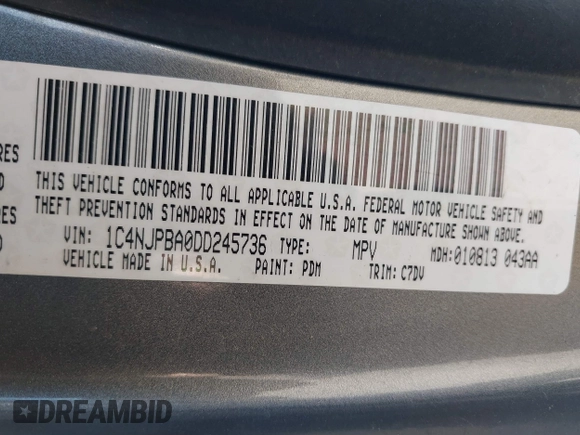 RES
THIS VEHICLE CONFORMS TO ALL APPLICABLE U.S.A. FEDERAL MOTOR VEHICLE SAFETY AND
THEFT PREVENTION STANDARDS IN EFFECT ON THE DATE OF MANUFACTURE SHOWN ABOVE.
RES
VIN: 1C4NJPBA0DD245736 TYPE: MPV MDH:010813 043AA
VEHICLE MADE IN U.S.A. PAINT: PDM TRIM: C7DV
DREAMBID